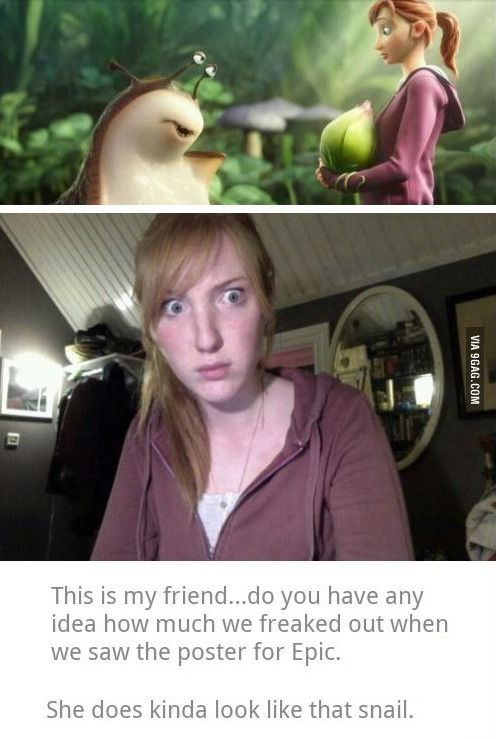 VIA 9GAG.COM
This is my friend...do you have any
idea how much we freaked out when
we saw the poster for Epic.
She does kinda look like that snail.